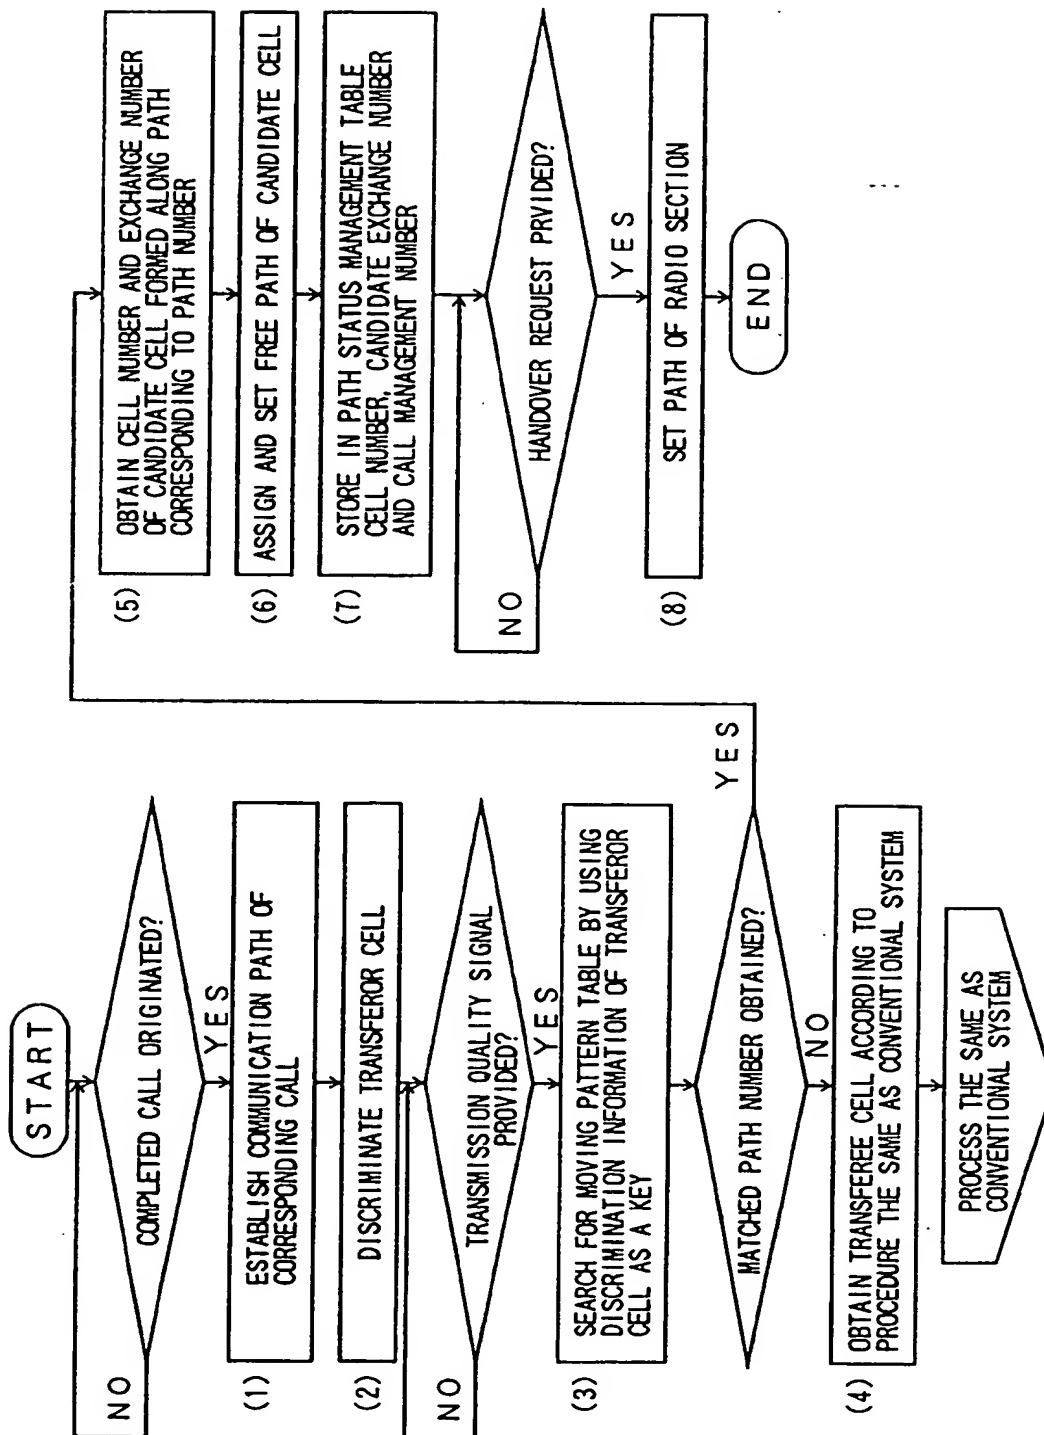 START
COMPLETED CALL ORIGINATED?
NO
YES
(1)
ESTABLISH COMMUNICATION PATH OF
CORRESPONDING CALL
(2)
DISCRIMINATE TRANSFEROR CELL
TRANSMISSION QUALITY SIGNAL
PROVIDED?
NO
YES
(3)
SEARCH FOR MOVING PATTERN TABLE BY USING
DISCRIMINATION INFORMATION OF TRANSFEROR
CELL AS A KEY
MATCHED PATH NUMBER OBTAINED?
YES
NO
(4)
OBTAIN TRANSFEREE CELL ACCORDING TO
PROCEDURE THE SAME AS CONVENTIONAL SYSTEM
PROCESS THE SAME AS
CONVENTIONAL SYSTEM
(5)
OBTAIN CELL NUMBER AND EXCHANGE NUMBER
OF CANDIDATE CELL FORMED ALONG PATH
CORRESPONDING TO PATH NUMBER
(6)
ASSIGN AND SET FREE PATH OF CANDIDATE CELL
(7)
STORE IN PATH STATUS MANAGEMENT TABLE
CELL NUMBER, CANDIDATE EXCHANGE NUMBER
AND CALL MANAGEMENT NUMBER
HANDOVER REQUEST PRVIDED?
NO
YES
(8)
SET PATH OF RADIO SECTION
END